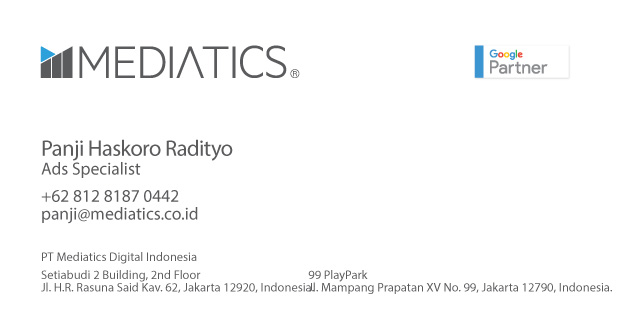 MEDIATICS®
Google
Partner
Panji Haskoro Radityo
Ads Specialist
+62 812 8187 0442
panji@mediatics.co.id
PT Mediatics Digital Indonesia
Setiabudi 2 Building, 2nd Floor
Jl. H.R. Rasuna Said Kav. 62, Jakarta 12920, Indonesia.
99 PlayPark
Jl. Mampang Prapatan XV No. 99, Jakarta 12790, Indonesia.